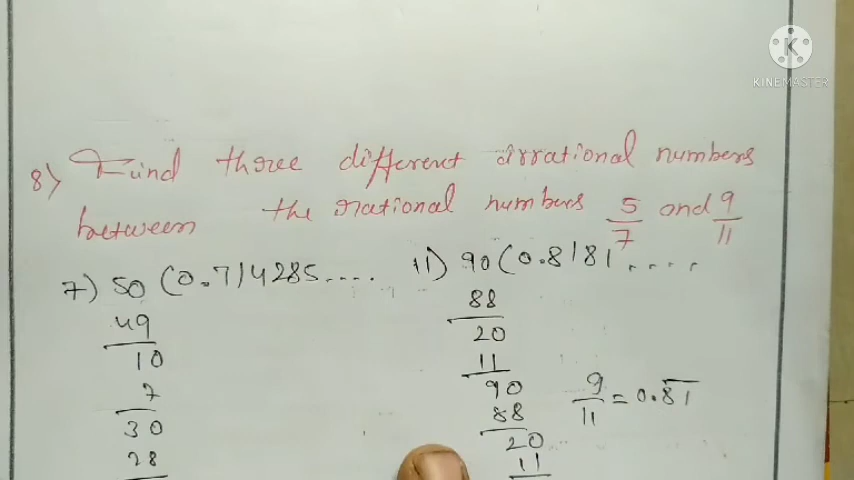 K
KINEMASTER
8) Find three different irrational numbers
between the rational numbers 5/7 and 9/11
7) 50 (0.714285....
49
10
7
30
28
11) 90 (0.8181....
88
20
11
90
88
20
11
9/11 = 0.8̅1̅